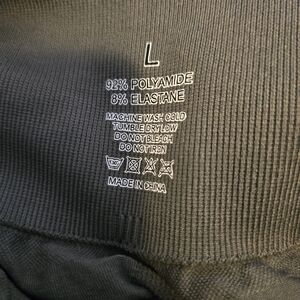 L
92% POLYAMIDE
8% ELASTANE
MACHINE WASH COLD
TUMBLE DRY LOW
DO NOT BLEACH
DO NOT IRON
MADE IN CHINA